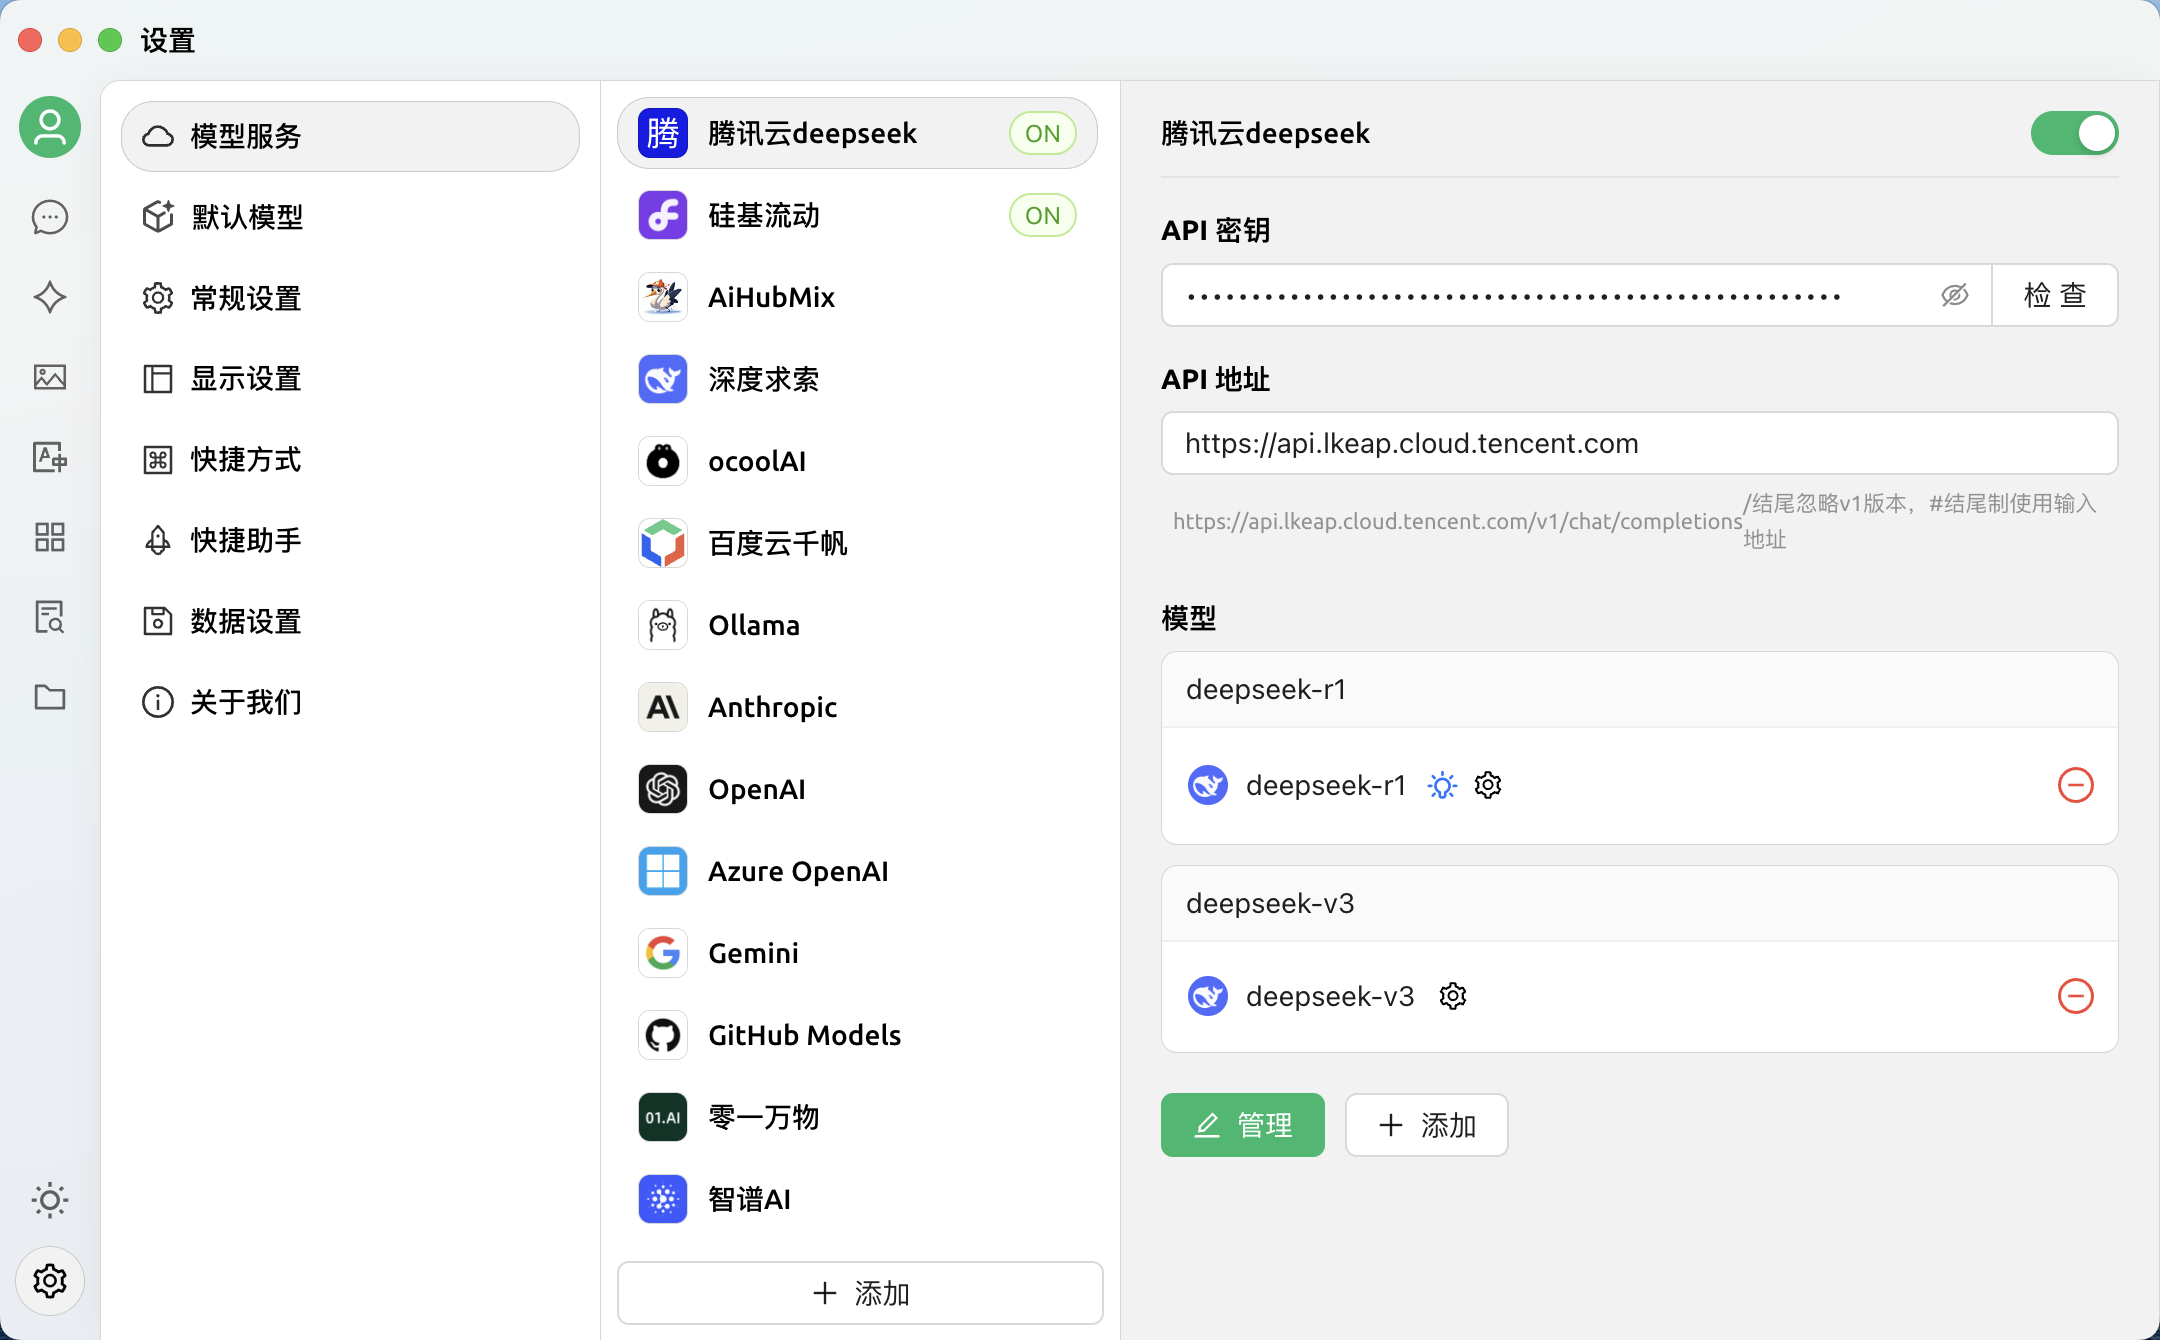 设置
模型服务
默认模型
常规设置
显示设置
快捷方式
快捷助手
数据设置
关于我们
腾 腾讯云deepseek ON
硅基流动 ON
AiHubMix
深度求索
ocoolAI
百度云千帆
Ollama
Anthropic
OpenAI
Azure OpenAI
Gemini
GitHub Models
01.AI 零一万物
智谱AI
添加
腾讯云deepseek
API 密钥
检查
API 地址
https://api.lkeap.cloud.tencent.com
https://api.lkeap.cloud.tencent.com/v1/chat/completions
/结尾忽略v1版本，#结尾制使用输入
地址
模型
deepseek-r1
deepseek-r1
deepseek-v3
deepseek-v3
管理
添加